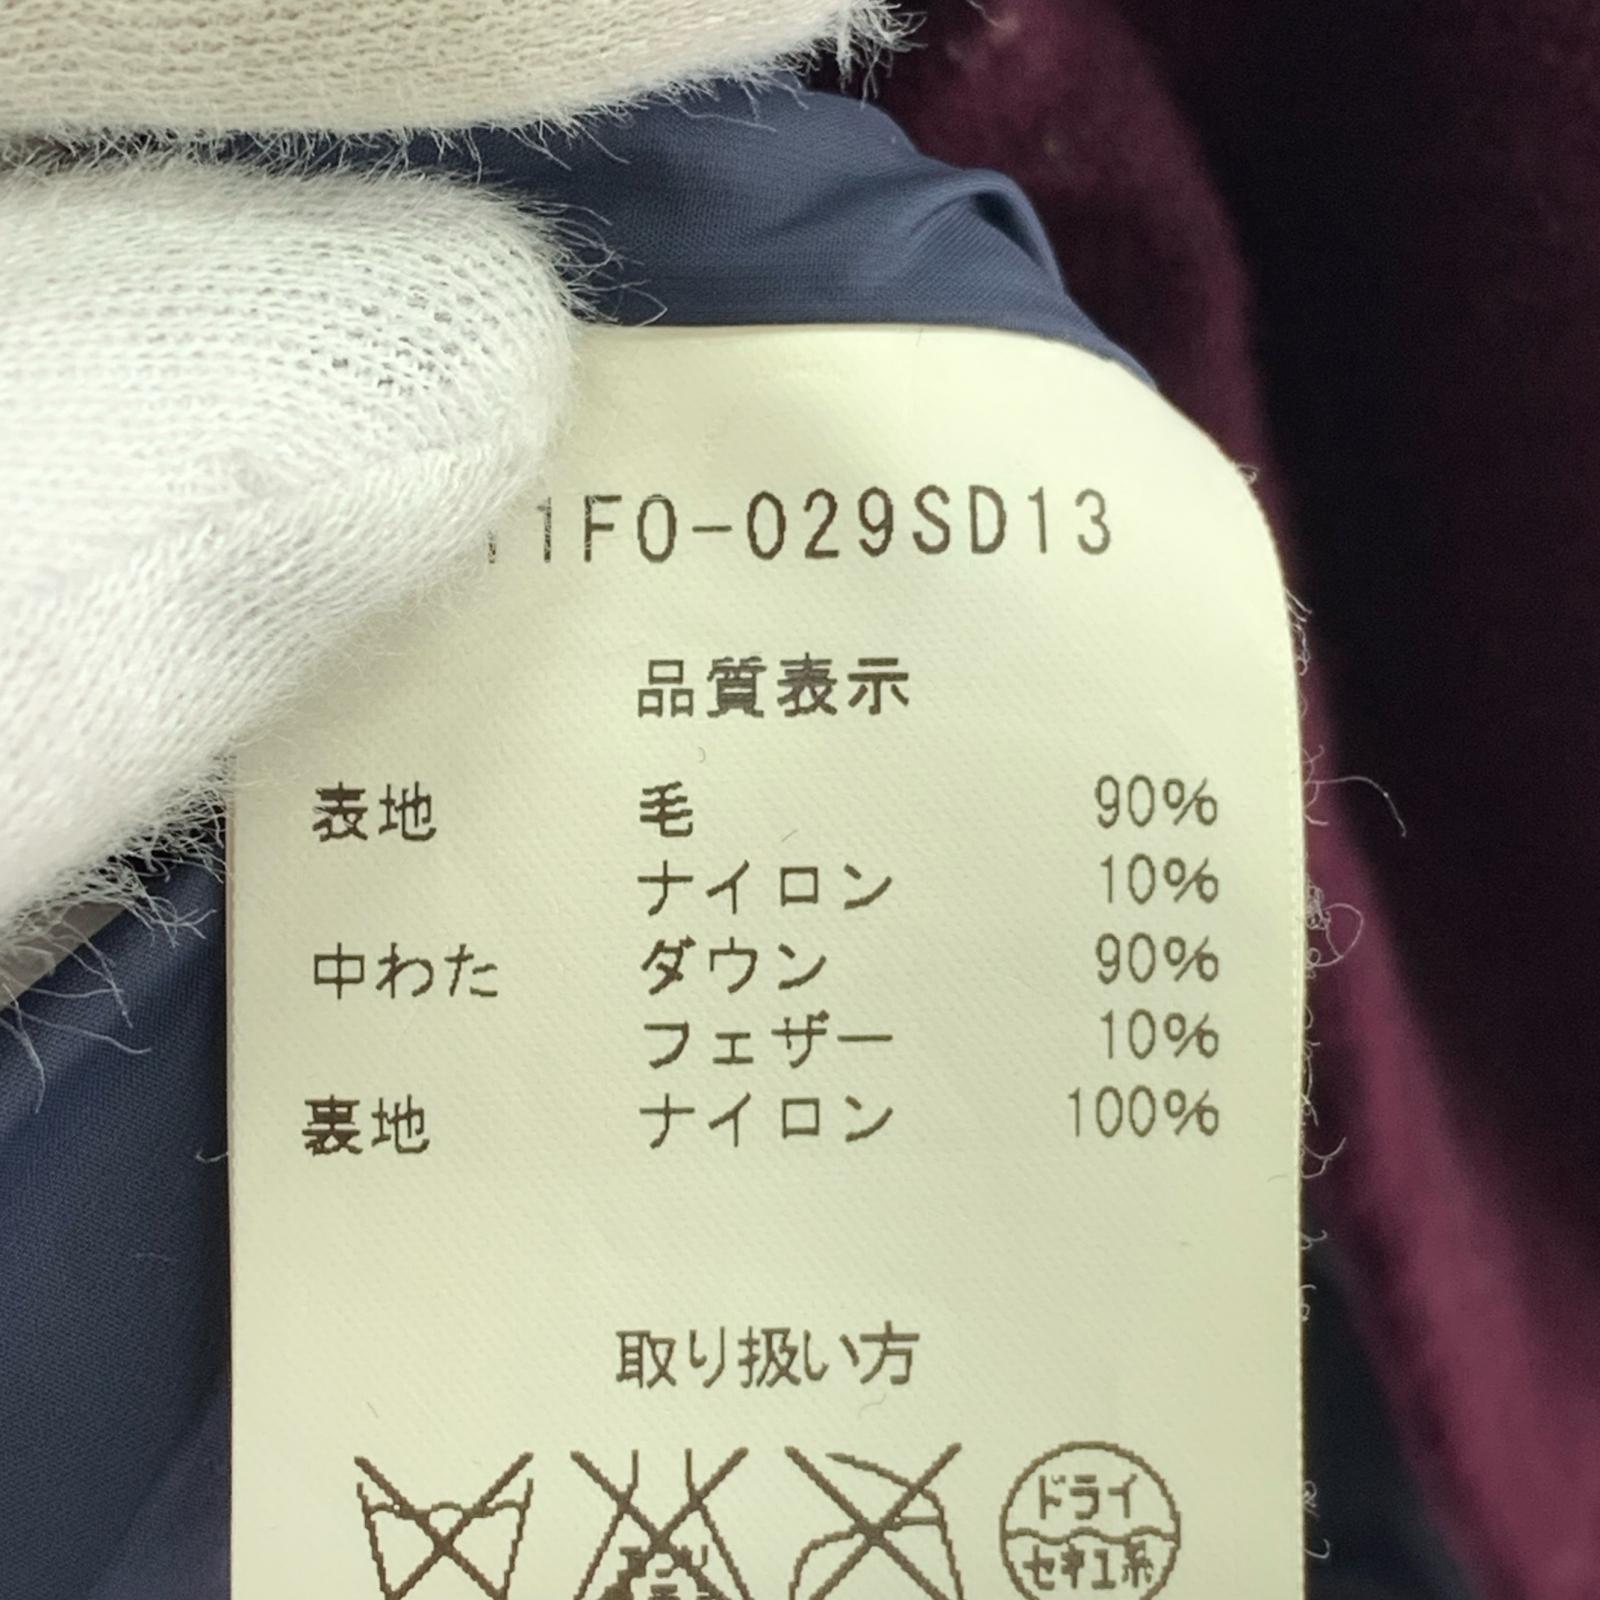 11F0-029SD13
品質表示
表地 毛 90%
ナイロン 10%
中わた ダウン 90%
フェザー 10%
裏地 ナイロン 100%
取り扱い方
ドライ
セキユ系